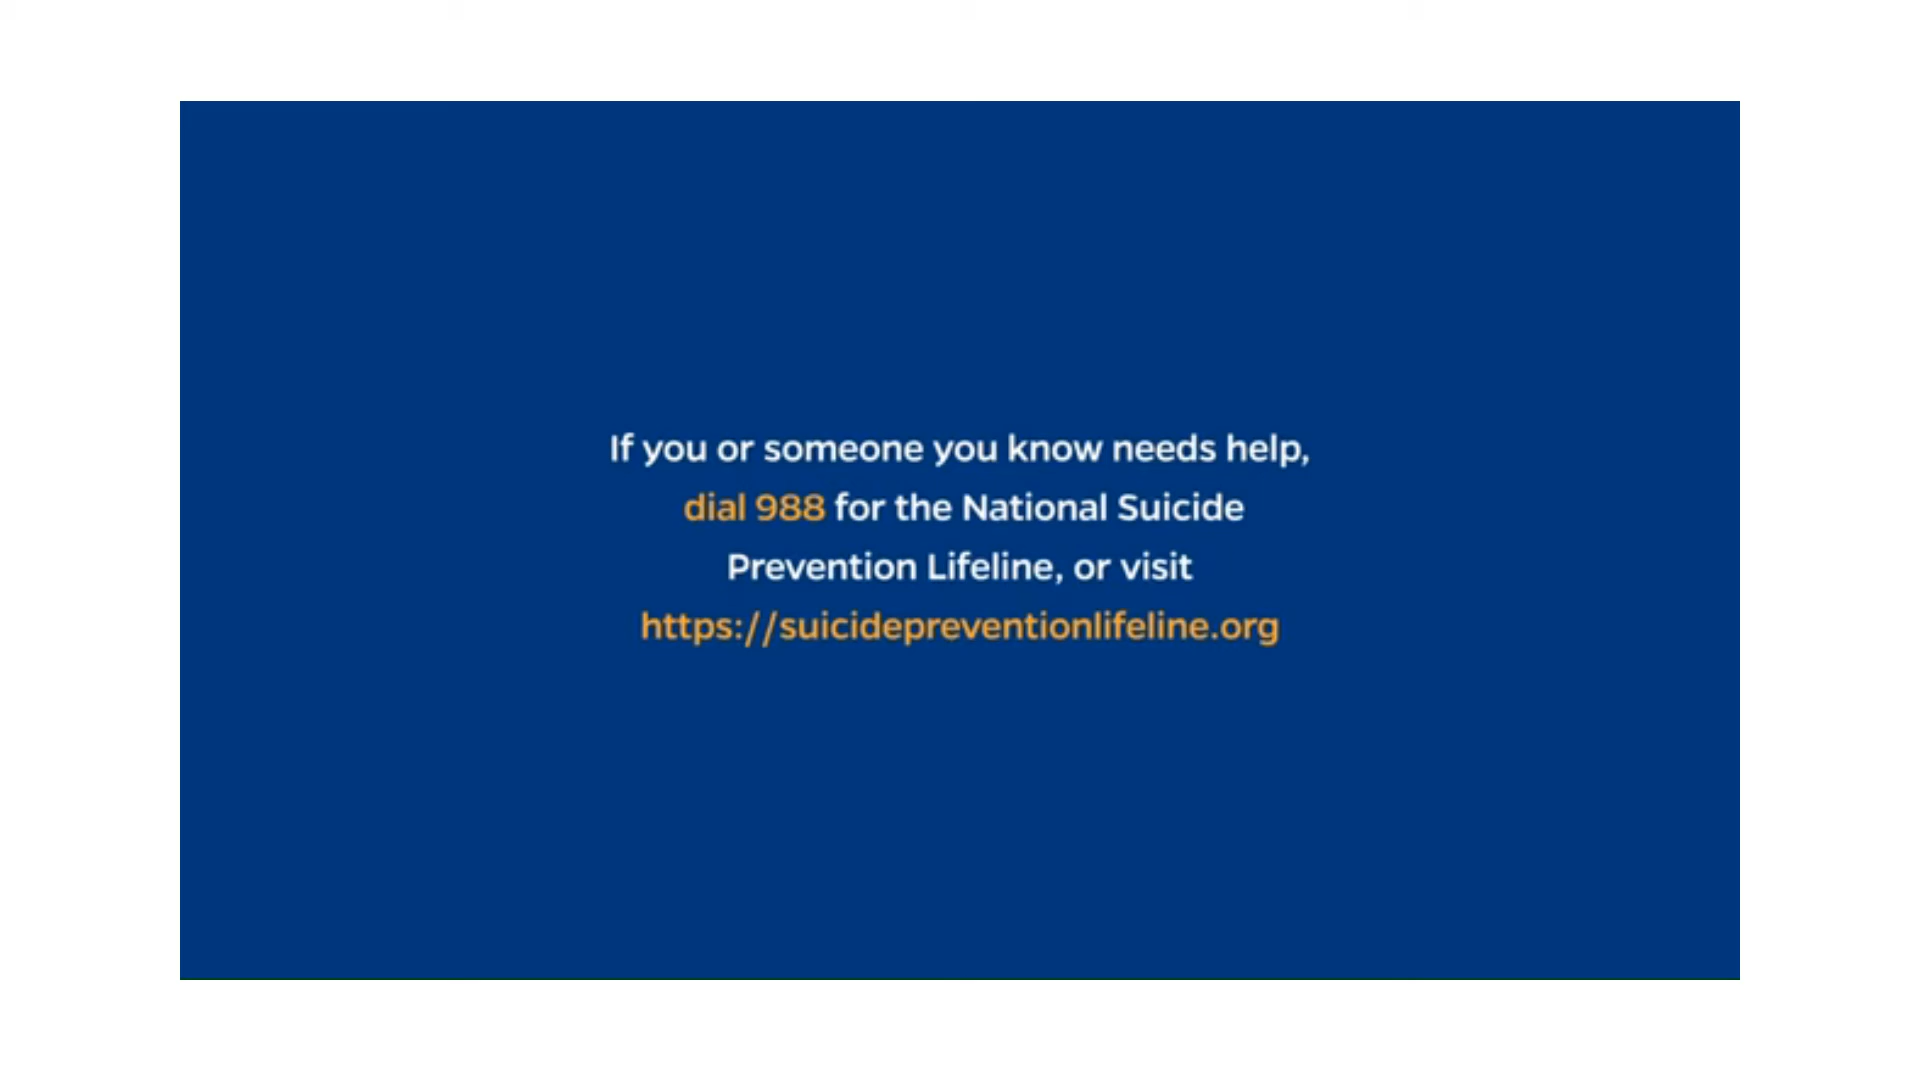 If you or someone you know needs help,
dial 988 for the National Suicide
Prevention Lifeline, or visit
https://suicidepreventionlifeline.org